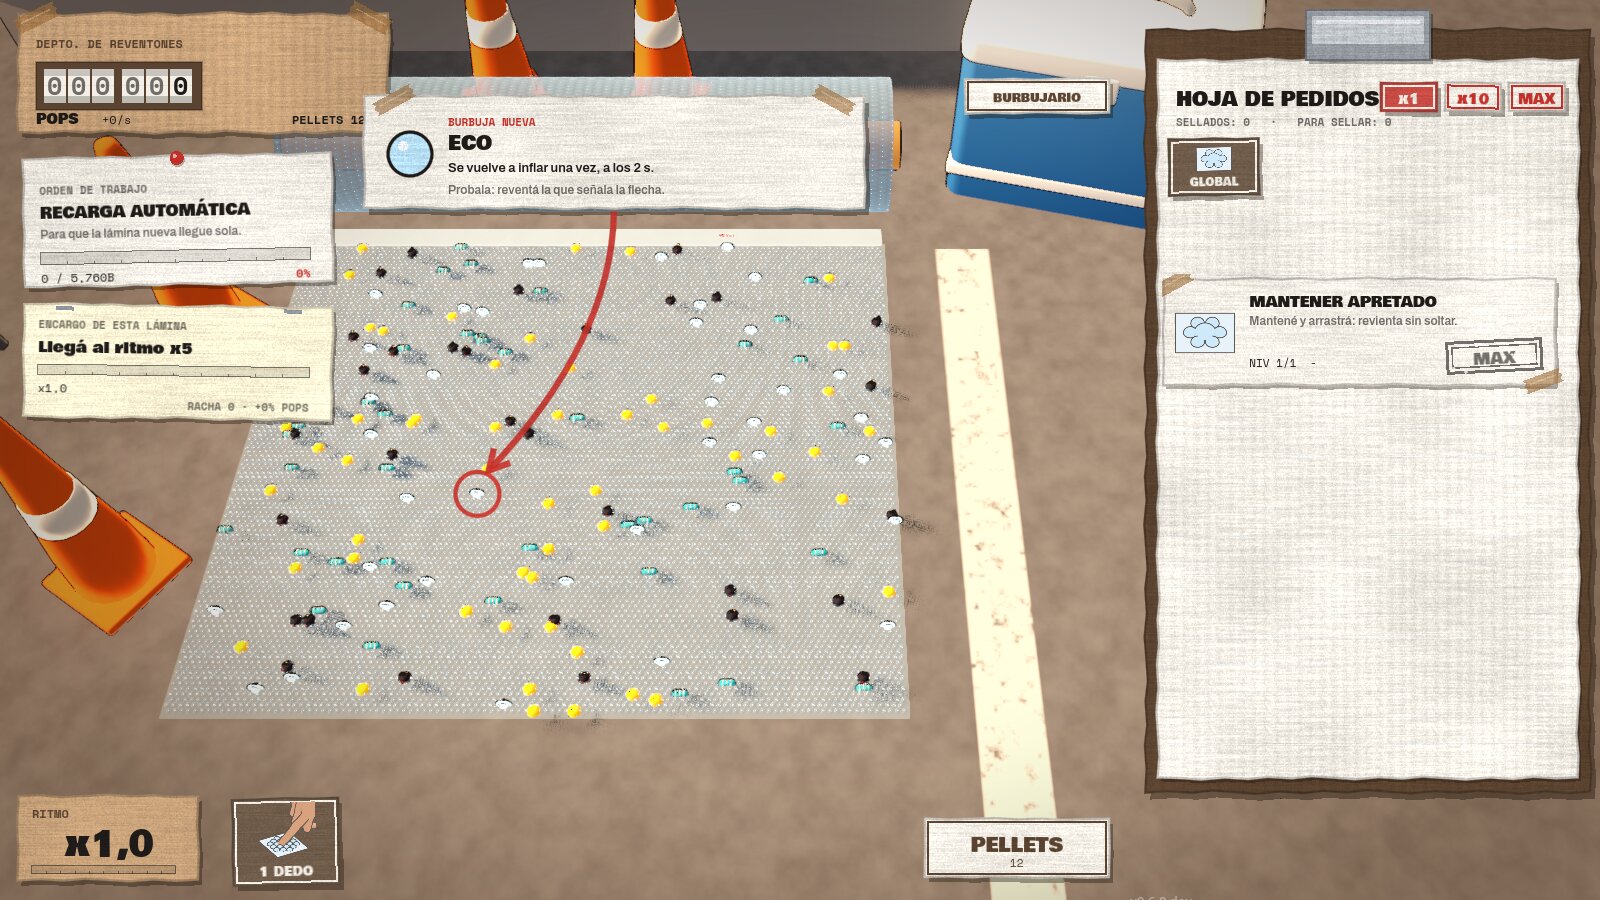 DEPTO. DE REVENTONES
000000
POPS +0/s PELLETS 12
ORDEN DE TRABAJO
RECARGA AUTOMÁTICA
Para que la lámina nueva llegue sola.
0 / 5.760B 0%
ENCARGO DE ESTA LÁMINA
Llegá al ritmo x5
x1,0
RACHA 0 · +0% POPS
BURBUJA NUEVA
ECO
Se vuelve a inflar una vez, a los 2 s.
Probala: reventá la que señala la flecha.
BURBUJARIO
HOJA DE PEDIDOS x1 x10 MAX
SELLADOS: 0 · PARA SELLAR: 0
GLOBAL
MANTENER APRETADO
Mantené y arrastrá: revienta sin soltar.
NIV 1/1 -
MAX
RITMO
x1,0
1 DEDO
PELLETS
12